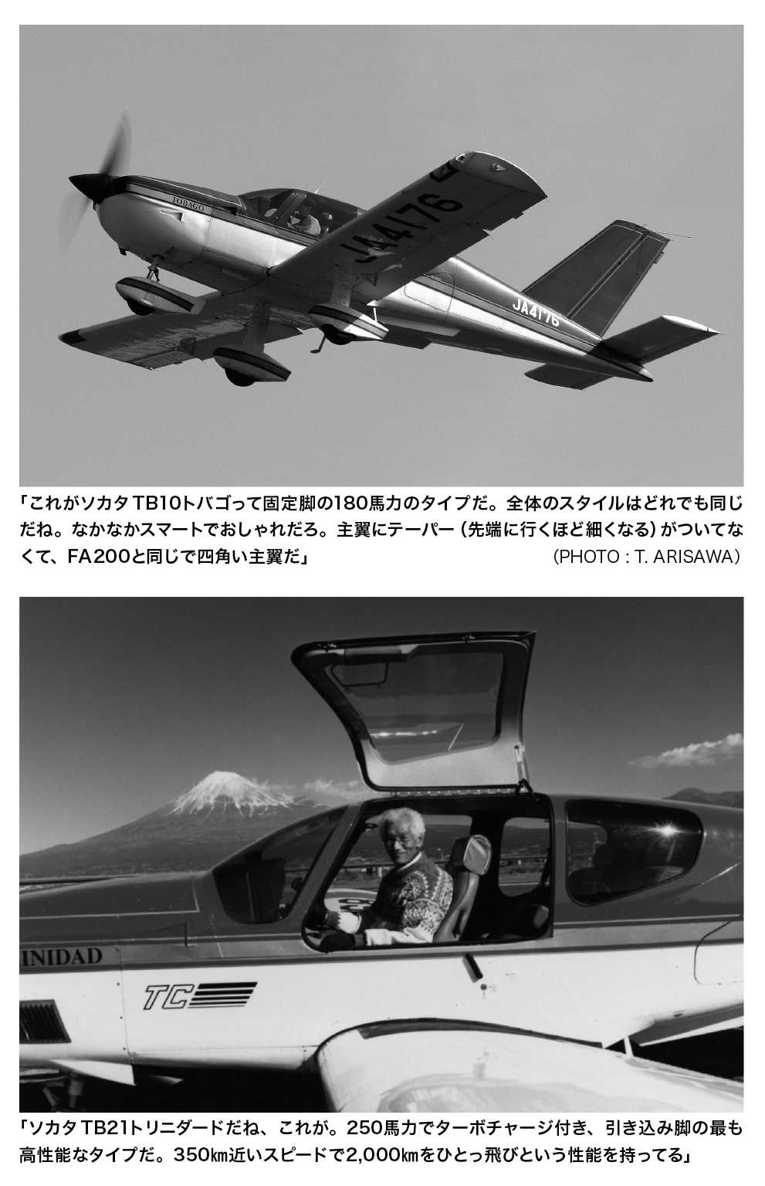 TOBAGO
JA4176
JA4176
「これがソカタTB10トバゴって固定脚の180馬力のタイプだ。全体のスタイルはどれでも同じ
だね。なかなかスマートでおしゃれだろ。主翼にテーパー（先端に行くほど細くなる）がついてな
くて、FA200と同じで四角い主翼だ」
（PHOTO : T. ARISAWA）
INIDAD
TC
「ソカタTB21トリニダードだね、これが。250馬力でターボチャージ付き、引き込み脚の最も
高性能なタイプだ。350㎞近いスピードで2,000㎞をひとっ飛びという性能を持ってる」